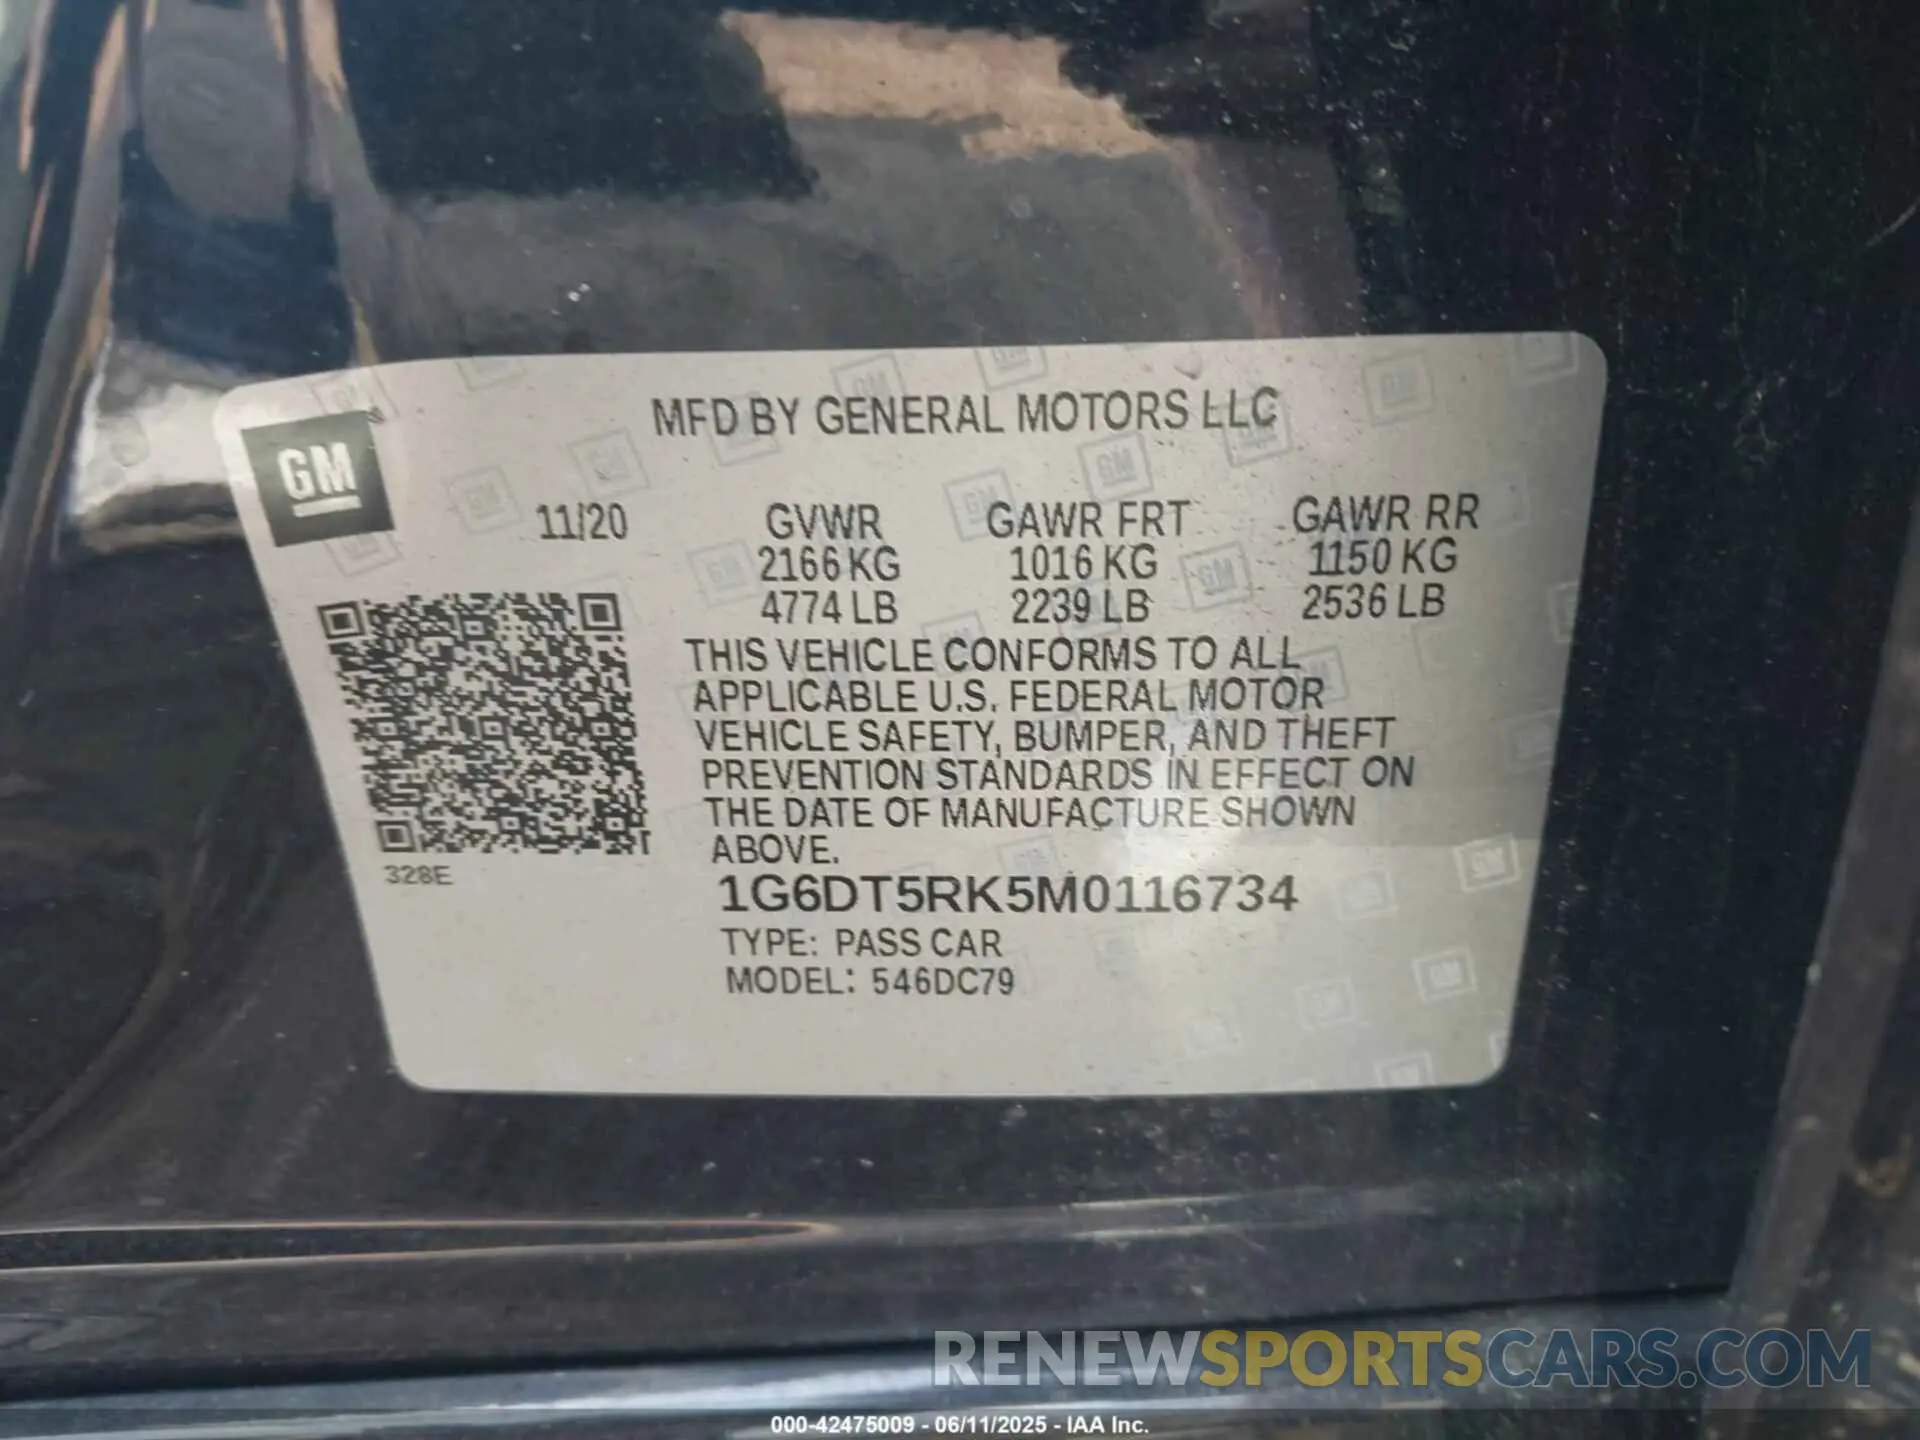 MFD BY GENERAL MOTORS LLC
GM
11/20
GVWR GAWR FRT GAWR RR
2166 KG 1016 KG 1150 KG
4774 LB 2239 LB 2536 LB
THIS VEHICLE CONFORMS TO ALL
APPLICABLE U.S. FEDERAL MOTOR
VEHICLE SAFETY, BUMPER, AND THEFT
PREVENTION STANDARDS IN EFFECT ON
THE DATE OF MANUFACTURE SHOWN
ABOVE.
328E
1G6DT5RK5M0116734
TYPE: PASS CAR
MODEL: 546DC79
RENEWSPORTSCARS.COM
000-42475009 - 06/11/2025 - IAA Inc.